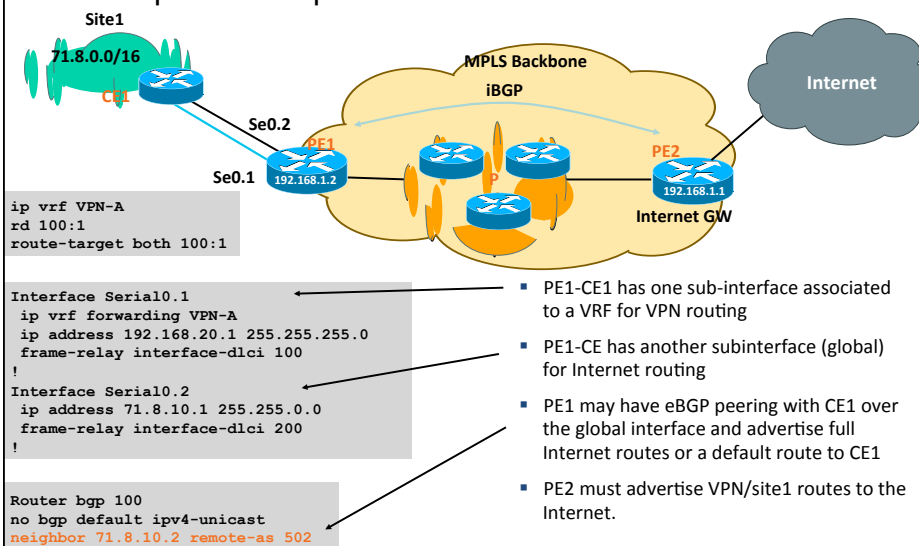 Site1
71.8.0.0/16
CE1
MPLS Backbone
iBGP
Internet
Se0.2
PE1
Se0.1
192.168.1.2
P
PE2
192.168.1.1
Internet GW
ip vrf VPN-A
rd 100:1
route-target both 100:1
Interface Serial0.1
ip vrf forwarding VPN-A
ip address 192.168.20.1 255.255.255.0
frame-relay interface-dlci 100
!
Interface Serial0.2
ip address 71.8.10.1 255.255.0.0
frame-relay interface-dlci 200
!
Router bgp 100
no bgp default ipv4-unicast
neighbor 71.8.10.2 remote-as 502
▪ PE1-CE1 has one sub-interface associated
to a VRF for VPN routing
▪ PE1-CE has another subinterface (global)
for Internet routing
▪ PE1 may have eBGP peering with CE1 over
the global interface and advertise full
Internet routes or a default route to CE1
▪ PE2 must advertise VPN/site1 routes to the
Internet.